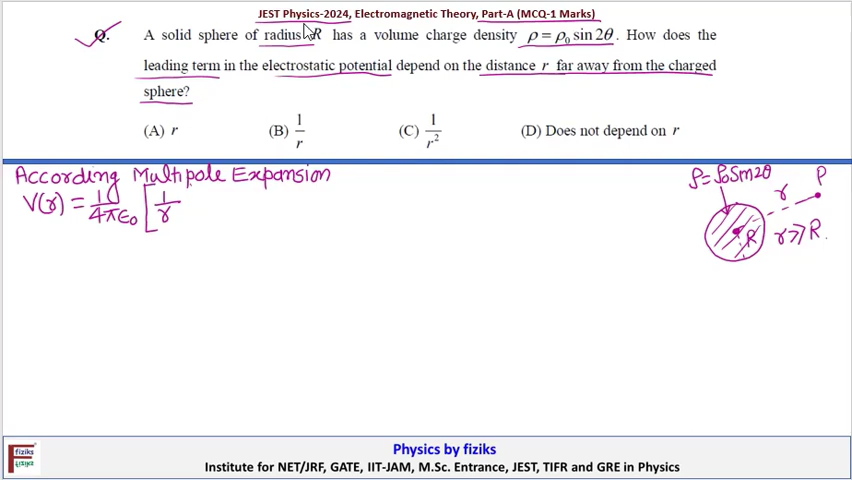 JEST Physics-2024, Electromagnetic Theory, Part-A (MCQ-1 Marks)
Q. A solid sphere of radius R has a volume charge density ρ = ρ₀ sin 2θ . How does the
leading term in the electrostatic potential depend on the distance r far away from the charged
sphere?
(A) r (B) 1/r (C) 1/r² (D) Does not depend on r
According Multipole Expansion
V(r) = 1/4πϵ₀ [ 1/r
ρ=ρ₀Sin2θ
P
r
R
r>>R.
fiziks
Physics by fiziks
Institute for NET/JRF, GATE, IIT-JAM, M.Sc. Entrance, JEST, TIFR and GRE in Physics